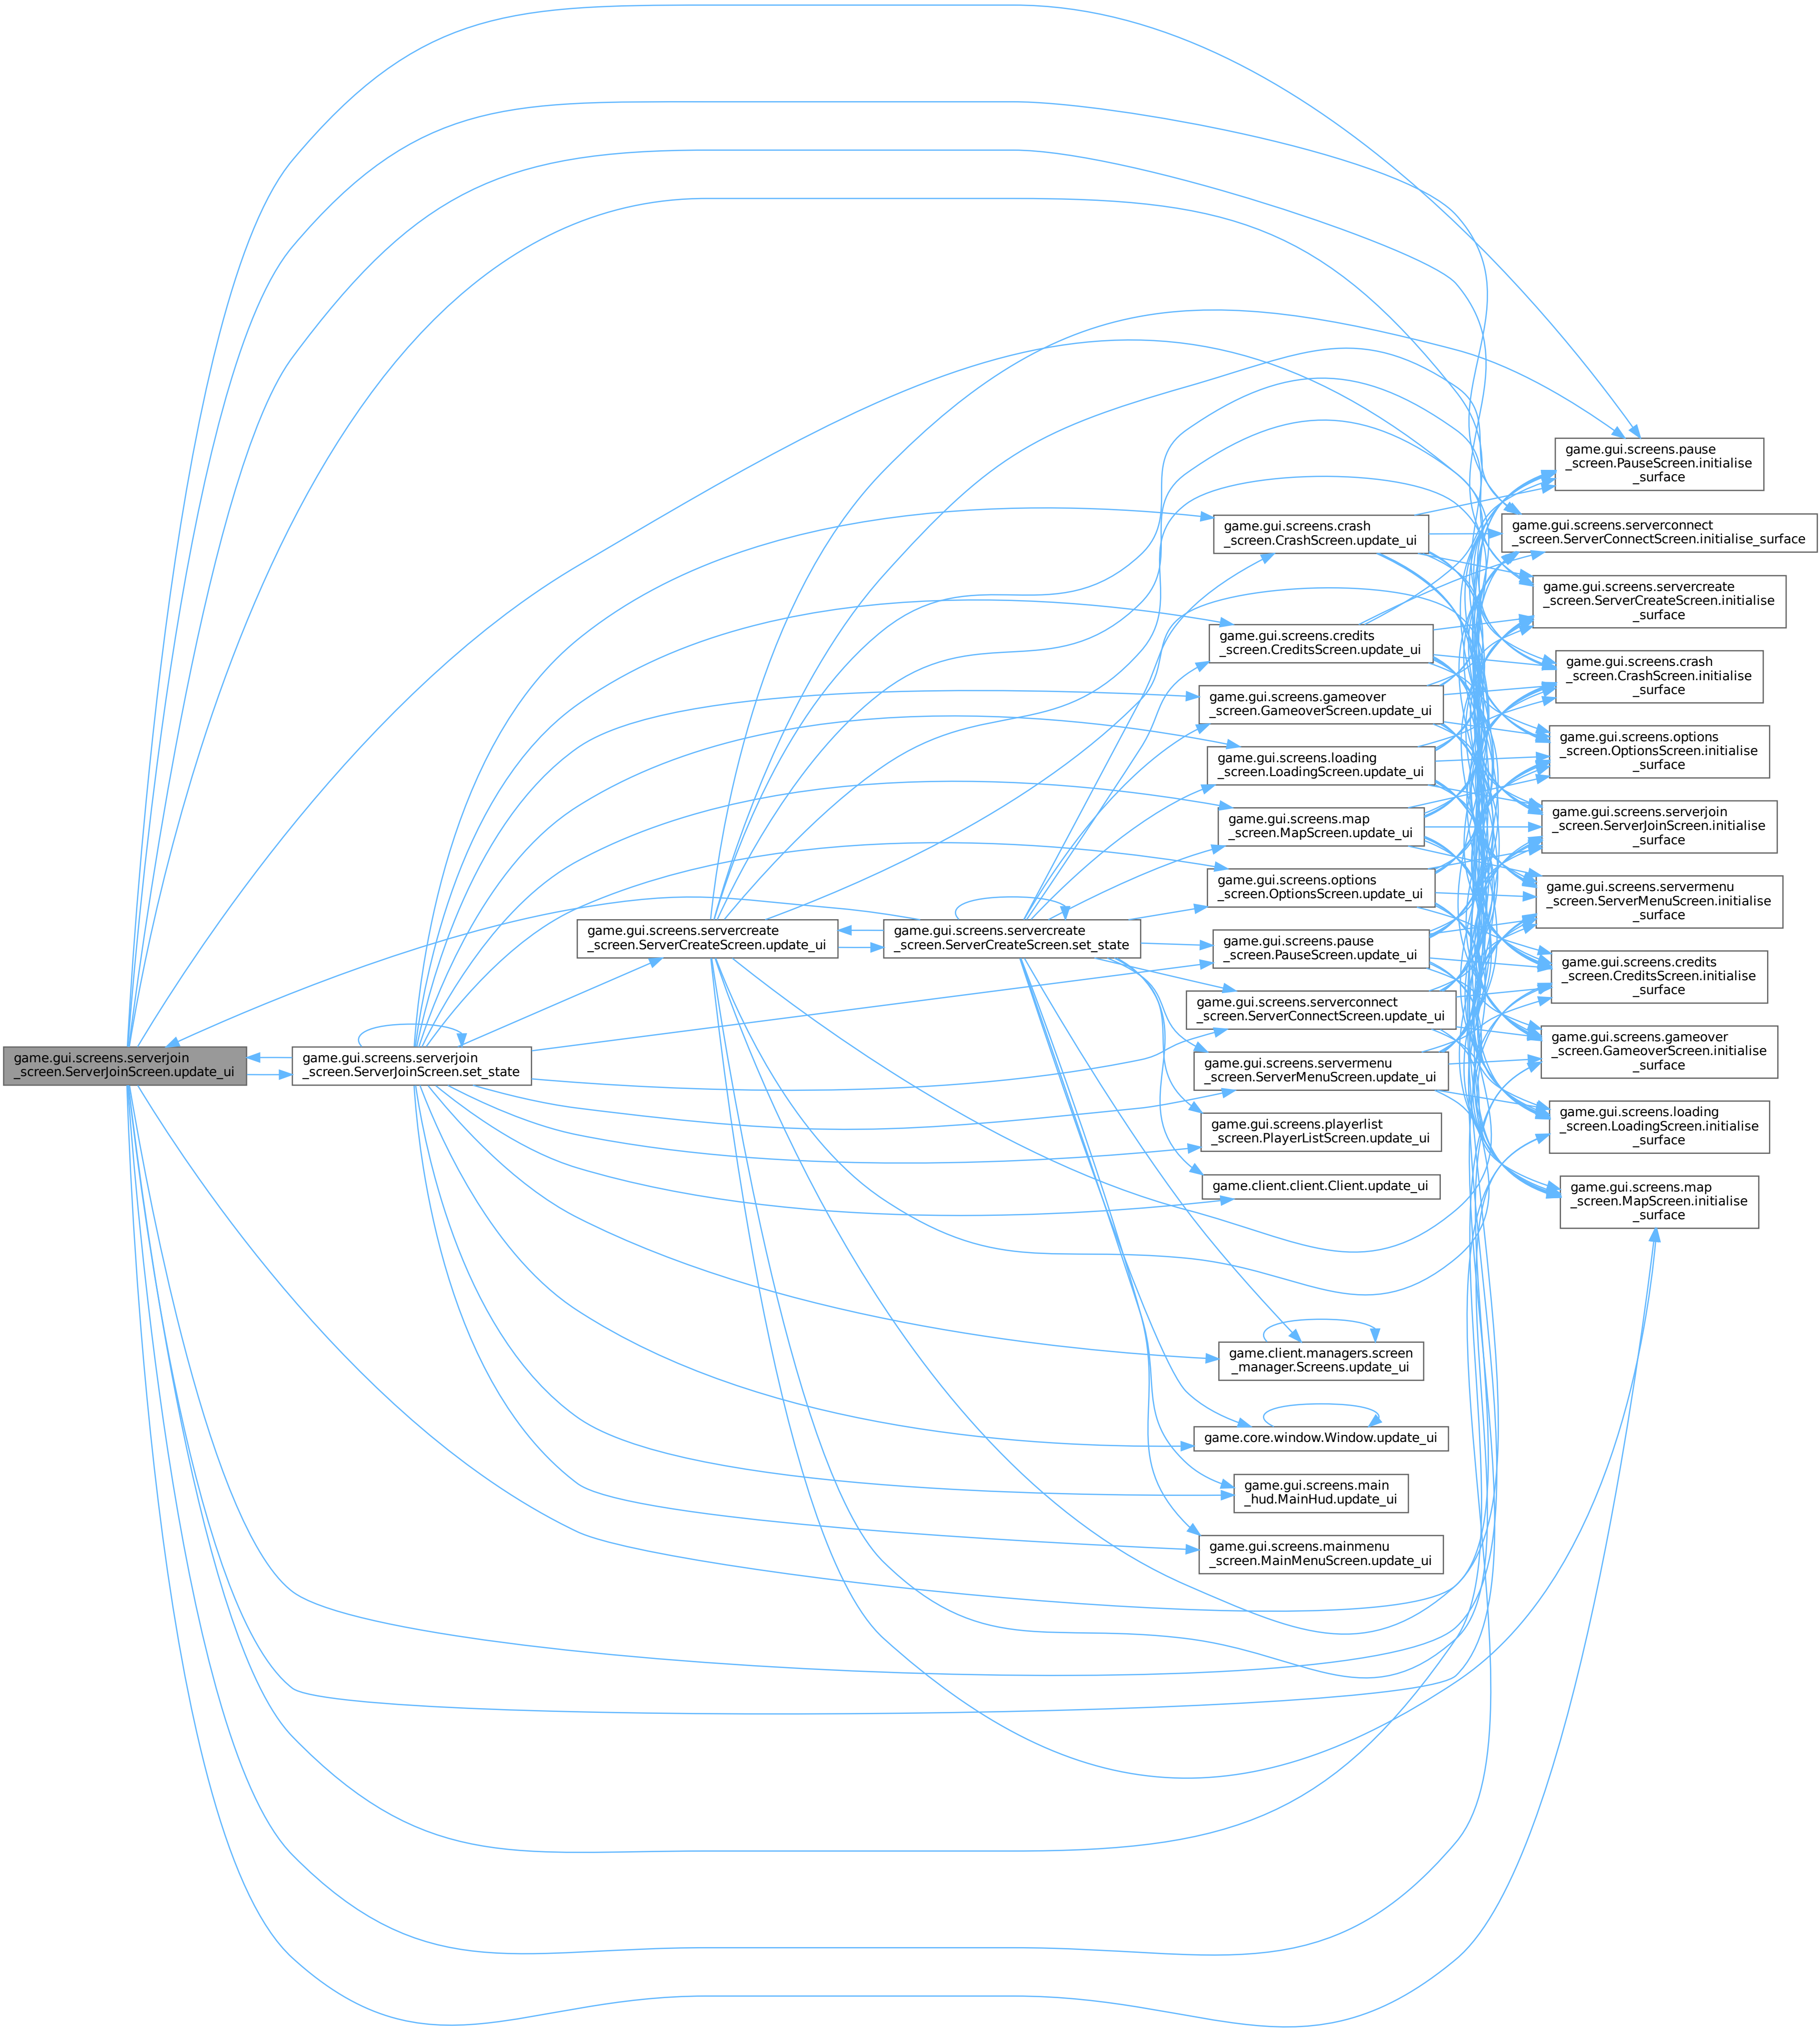 game.gui.screens.serverjoin
_screen.ServerJoinScreen.update_ui
game.gui.screens.serverjoin
_screen.ServerJoinScreen.set_state
game.gui.screens.servercreate
_screen.ServerCreateScreen.update_ui
game.gui.screens.servercreate
_screen.ServerCreateScreen.set_state
game.gui.screens.crash
_screen.CrashScreen.update_ui
game.gui.screens.credits
_screen.CreditsScreen.update_ui
game.gui.screens.gameover
_screen.GameoverScreen.update_ui
game.gui.screens.loading
_screen.LoadingScreen.update_ui
game.gui.screens.map
_screen.MapScreen.update_ui
game.gui.screens.options
_screen.OptionsScreen.update_ui
game.gui.screens.pause
_screen.PauseScreen.update_ui
game.gui.screens.serverconnect
_screen.ServerConnectScreen.update_ui
game.gui.screens.servermenu
_screen.ServerMenuScreen.update_ui
game.gui.screens.playerlist
_screen.PlayerListScreen.update_ui
game.client.client.Client.update_ui
game.client.managers.screen
_manager.Screens.update_ui
game.core.window.Window.update_ui
game.gui.screens.main
_hud.MainHud.update_ui
game.gui.screens.mainmenu
_screen.MainMenuScreen.update_ui
game.gui.screens.pause
_screen.PauseScreen.initialise
_surface
game.gui.screens.serverconnect
_screen.ServerConnectScreen.initialise_surface
game.gui.screens.servercreate
_screen.ServerCreateScreen.initialise
_surface
game.gui.screens.crash
_screen.CrashScreen.initialise
_surface
game.gui.screens.options
_screen.OptionsScreen.initialise
_surface
game.gui.screens.serverjoin
_screen.ServerJoinScreen.initialise
_surface
game.gui.screens.servermenu
_screen.ServerMenuScreen.initialise
_surface
game.gui.screens.credits
_screen.CreditsScreen.initialise
_surface
game.gui.screens.gameover
_screen.GameoverScreen.initialise
_surface
game.gui.screens.loading
_screen.LoadingScreen.initialise
_surface
game.gui.screens.map
_screen.MapScreen.initialise
_surface